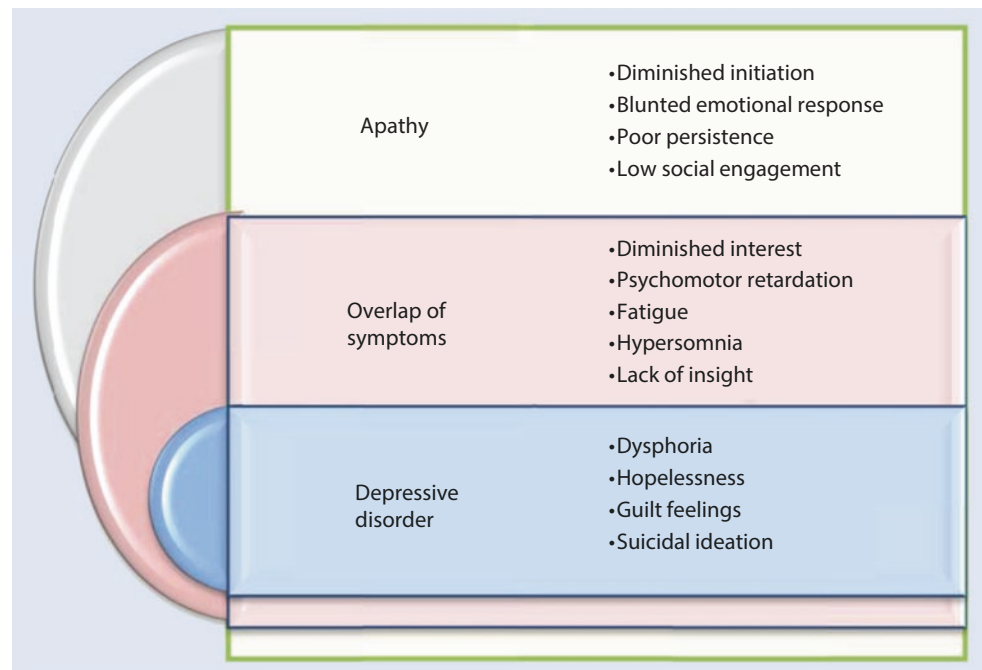 Apathy
•Diminished initiation
•Blunted emotional response
•Poor persistence
•Low social engagement
Overlap of
symptoms
•Diminished interest
•Psychomotor retardation
•Fatigue
•Hypersomnia
•Lack of insight
Depressive
disorder
•Dysphoria
•Hopelessness
•Guilt feelings
•Suicidal ideation